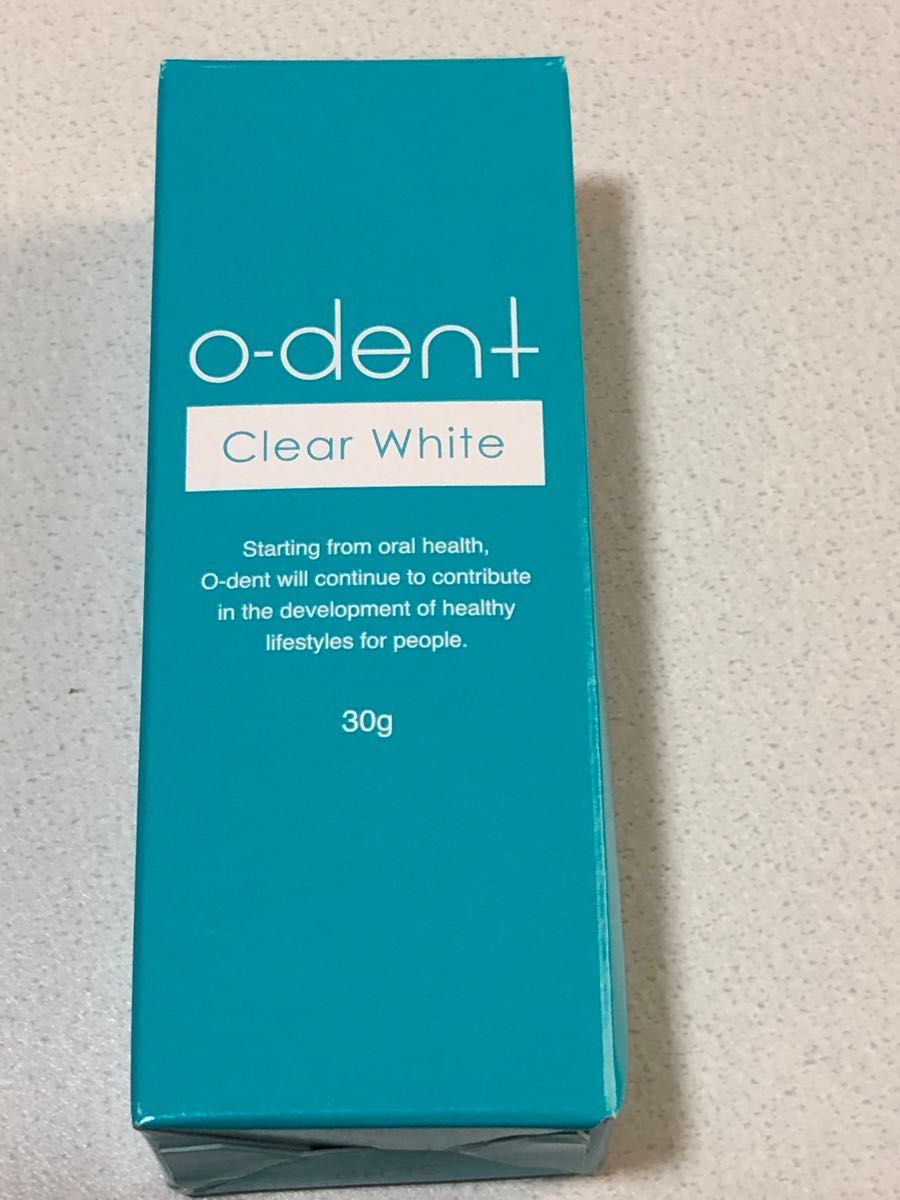 o-dent
Clear White
Starting from oral health,
O-dent will continue to contribute
in the development of healthy
lifestyles for people.
30g